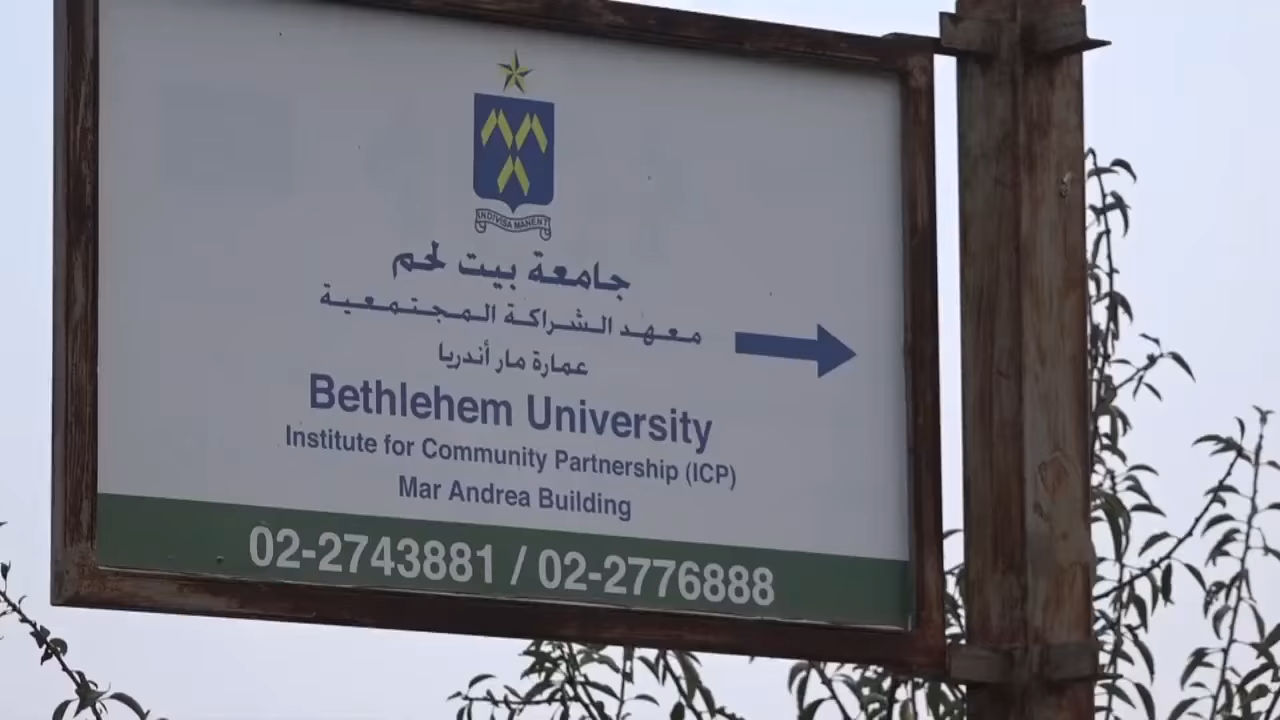 INDIVISA MANENT
جامعة بيت لحم
معهد الشراكة المجتمعية
عمارة مار أندريا
Bethlehem University
Institute for Community Partnership (ICP)
Mar Andrea Building
02-2743881 / 02-2776888